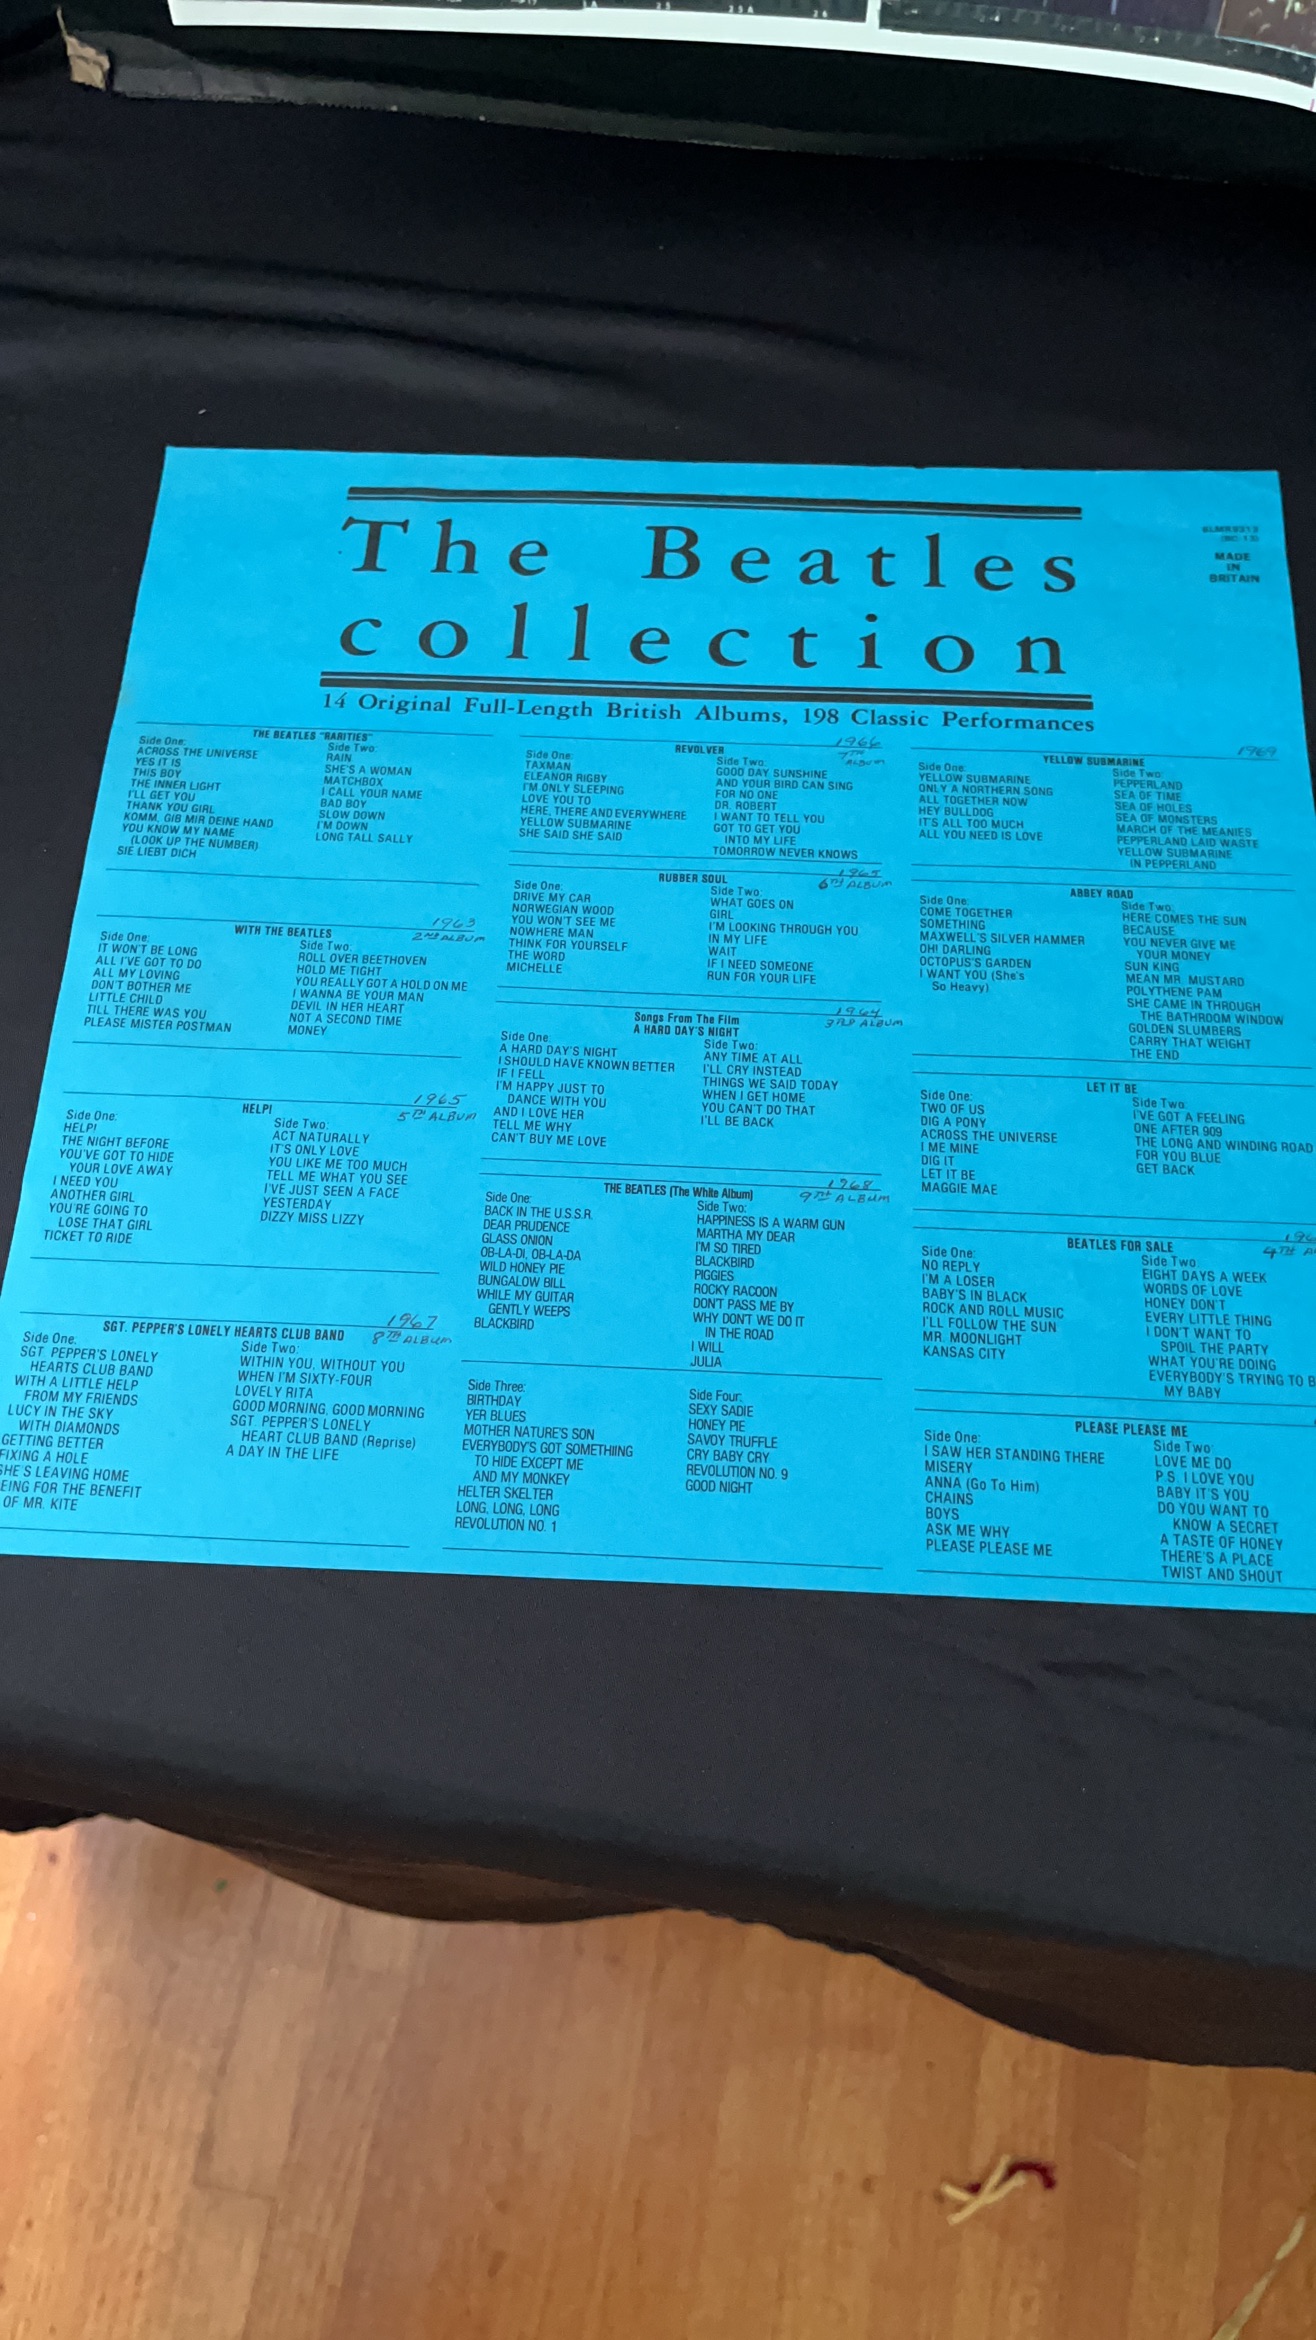 The Beatles
collection
MADE
IN
BRITAIN
14 Original Full-Length British Albums, 198 Classic Performances
THE BEATLES "RARITIES"
Side One:
ACROSS THE UNIVERSE
YES IT IS
THIS BOY
THE INNER LIGHT
I'LL GET YOU
THANK YOU GIRL
KOMM, GIB MIR DEINE HAND
YOU KNOW MY NAME
(LOOK UP THE NUMBER)
SIE LIEBT DICH
Side Two:
RAIN
SHE'S A WOMAN
MATCHBOX
I CALL YOUR NAME
BAD BOY
SLOW DOWN
I'M DOWN
LONG TALL SALLY
1963
2ND ALBUM
WITH THE BEATLES
Side One:
IT WON'T BE LONG
ALL I'VE GOT TO DO
ALL MY LOVING
DON'T BOTHER ME
LITTLE CHILD
TILL THERE WAS YOU
PLEASE MISTER POSTMAN
Side Two:
ROLL OVER BEETHOVEN
HOLD ME TIGHT
YOU REALLY GOT A HOLD ON ME
I WANNA BE YOUR MAN
DEVIL IN HER HEART
NOT A SECOND TIME
MONEY
1965
5TH ALBUM
HELP!
Side One:
HELP!
THE NIGHT BEFORE
YOU'VE GOT TO HIDE
YOUR LOVE AWAY
I NEED YOU
ANOTHER GIRL
YOU'RE GOING TO
LOSE THAT GIRL
TICKET TO RIDE
Side Two:
ACT NATURALLY
IT'S ONLY LOVE
YOU LIKE ME TOO MUCH
TELL ME WHAT YOU SEE
I'VE JUST SEEN A FACE
YESTERDAY
DIZZY MISS LIZZY
1967
8TH ALBUM
SGT. PEPPER'S LONELY HEARTS CLUB BAND
Side One:
SGT. PEPPER'S LONELY
HEARTS CLUB BAND
WITH A LITTLE HELP
FROM MY FRIENDS
LUCY IN THE SKY
WITH DIAMONDS
GETTING BETTER
FIXING A HOLE
SHE'S LEAVING HOME
EING FOR THE BENEFIT
OF MR. KITE
Side Two:
WITHIN YOU, WITHOUT YOU
WHEN I'M SIXTY-FOUR
LOVELY RITA
GOOD MORNING, GOOD MORNING
SGT. PEPPER'S LONELY
HEART CLUB BAND (Reprise)
A DAY IN THE LIFE
1966
7TH
ALBUM
REVOLVER
Side One:
TAXMAN
ELEANOR RIGBY
I'M ONLY SLEEPING
LOVE YOU TO
HERE, THERE AND EVERYWHERE
YELLOW SUBMARINE
SHE SAID SHE SAID
Side Two:
GOOD DAY SUNSHINE
AND YOUR BIRD CAN SING
FOR NO ONE
DR. ROBERT
I WANT TO TELL YOU
GOT TO GET YOU
INTO MY LIFE
TOMORROW NEVER KNOWS
1965
6TH ALBUM
RUBBER SOUL
Side One:
DRIVE MY CAR
NORWEGIAN WOOD
YOU WON'T SEE ME
NOWHERE MAN
THINK FOR YOURSELF
THE WORD
MICHELLE
Side Two:
WHAT GOES ON
GIRL
I'M LOOKING THROUGH YOU
IN MY LIFE
WAIT
IF I NEED SOMEONE
RUN FOR YOUR LIFE
1964
3RD ALBUM
Songs From The Film
A HARD DAY'S NIGHT
Side One:
A HARD DAY'S NIGHT
I SHOULD HAVE KNOWN BETTER
IF I FELL
I'M HAPPY JUST TO
DANCE WITH YOU
AND I LOVE HER
TELL ME WHY
CAN'T BUY ME LOVE
Side Two:
ANY TIME AT ALL
I'LL CRY INSTEAD
THINGS WE SAID TODAY
WHEN I GET HOME
YOU CAN'T DO THAT
I'LL BE BACK
1968
9TH ALBUM
THE BEATLES (The White Album)
Side One:
BACK IN THE U.S.S.R.
DEAR PRUDENCE
GLASS ONION
OB-LA-DI, OB-LA-DA
WILD HONEY PIE
BUNGALOW BILL
WHILE MY GUITAR
GENTLY WEEPS
BLACKBIRD
Side Two:
HAPPINESS IS A WARM GUN
MARTHA MY DEAR
I'M SO TIRED
BLACKBIRD
PIGGIES
ROCKY RACOON
DON'T PASS ME BY
WHY DON'T WE DO IT
IN THE ROAD
I WILL
JULIA
Side Three:
BIRTHDAY
YER BLUES
MOTHER NATURE'S SON
EVERYBODY'S GOT SOMETHING
TO HIDE EXCEPT ME
AND MY MONKEY
HELTER SKELTER
LONG, LONG, LONG
REVOLUTION NO. 1
Side Four:
SEXY SADIE
HONEY PIE
SAVOY TRUFFLE
CRY BABY CRY
REVOLUTION NO. 9
GOOD NIGHT
1969
YELLOW SUBMARINE
Side One:
YELLOW SUBMARINE
ONLY A NORTHERN SONG
ALL TOGETHER NOW
HEY BULLDOG
IT'S ALL TOO MUCH
ALL YOU NEED IS LOVE
Side Two:
PEPPERLAND
SEA OF TIME
SEA OF HOLES
SEA OF MONSTERS
MARCH OF THE MEANIES
PEPPERLAND LAID WASTE
YELLOW SUBMARINE
IN PEPPERLAND
ABBEY ROAD
Side One:
COME TOGETHER
SOMETHING
MAXWELL'S SILVER HAMMER
OH! DARLING
OCTOPUS'S GARDEN
I WANT YOU (She's
So Heavy)
Side Two:
HERE COMES THE SUN
BECAUSE
YOU NEVER GIVE ME
YOUR MONEY
SUN KING
MEAN MR. MUSTARD
POLYTHENE PAM
SHE CAME IN THROUGH
THE BATHROOM WINDOW
GOLDEN SLUMBERS
CARRY THAT WEIGHT
THE END
LET IT BE
Side One:
TWO OF US
DIG A PONY
ACROSS THE UNIVERSE
I ME MINE
DIG IT
LET IT BE
MAGGIE MAE
Side Two:
I'VE GOT A FEELING
ONE AFTER 909
THE LONG AND WINDING ROAD
FOR YOU BLUE
GET BACK
4TH
BEATLES FOR SALE
Side One:
NO REPLY
I'M A LOSER
BABY'S IN BLACK
ROCK AND ROLL MUSIC
I'LL FOLLOW THE SUN
MR. MOONLIGHT
KANSAS CITY
Side Two:
EIGHT DAYS A WEEK
WORDS OF LOVE
HONEY DON'T
EVERY LITTLE THING
I DON'T WANT TO
SPOIL THE PARTY
WHAT YOU'RE DOING
EVERYBODY'S TRYING TO B
MY BABY
PLEASE PLEASE ME
Side One:
I SAW HER STANDING THERE
MISERY
ANNA (Go To Him)
CHAINS
BOYS
ASK ME WHY
PLEASE PLEASE ME
Side Two:
LOVE ME DO
P.S. I LOVE YOU
BABY IT'S YOU
DO YOU WANT TO
KNOW A SECRET
A TASTE OF HONEY
THERE'S A PLACE
TWIST AND SHOUT